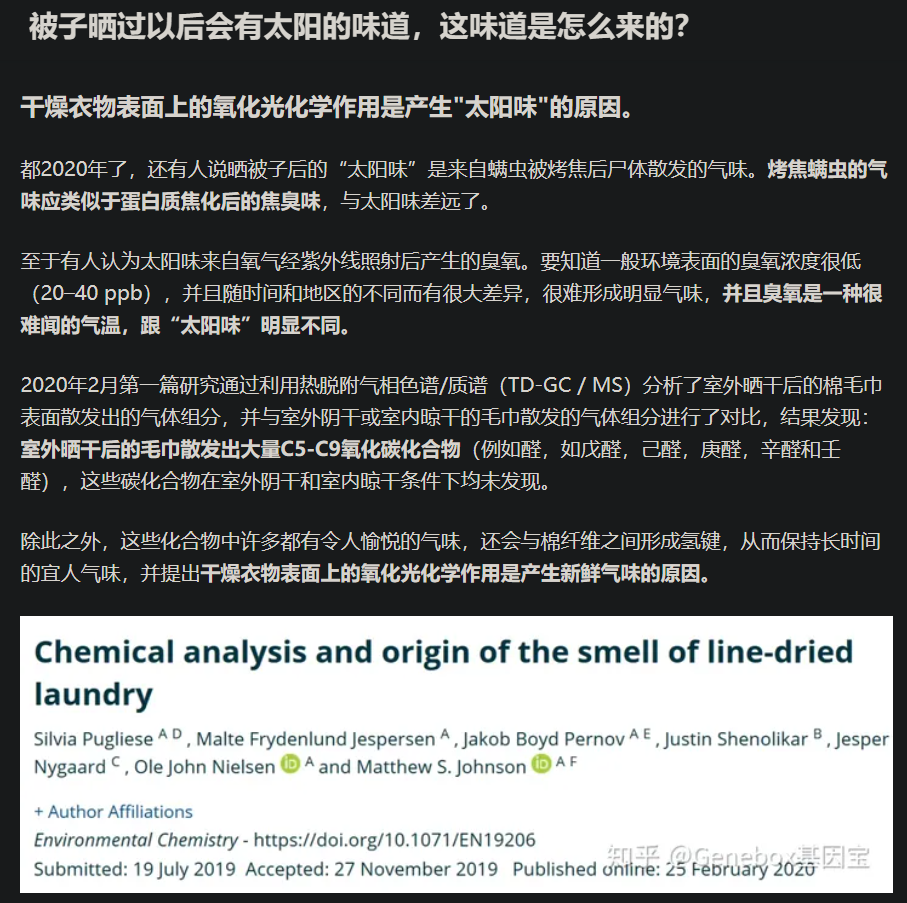 被子晒过以后会有太阳的味道，这味道是怎么来的？
干燥衣物表面上的氧化光化学作用是产生"太阳味"的原因。
都2020年了，还有人说晒被子后的“太阳味”是来自螨虫被烤焦后尸体散发的气味。烤焦螨虫的气
味应类似于蛋白质焦化后的焦臭味，与太阳味差远了。
至于有人认为太阳味来自氧气经紫外线照射后产生的臭氧。要知道一般环境表面的臭氧浓度很低
（20–40 ppb），并且随时间和地区的不同而有很大差异，很难形成明显气味，并且臭氧是一种很
难闻的气温，跟“太阳味”明显不同。
2020年2月第一篇研究通过利用热脱附气相色谱/质谱（TD-GC / MS）分析了室外晒干后的棉毛巾
表面散发出的气体组分，并与室外阴干或室内晾干的毛巾散发的气体组分进行了对比，结果发现：
室外晒干后的毛巾散发出大量C5-C9氧化碳化合物（例如醛，如戊醛，己醛，庚醛，辛醛和壬
醛），这些碳化合物在室外阴干和室内晾干条件下均未发现。
除此之外，这些化合物中许多都有令人愉悦的气味，还会与棉纤维之间形成氢键，从而保持长时间
的宜人气味，并提出干燥衣物表面上的氧化光化学作用是产生新鲜气味的原因。
Chemical analysis and origin of the smell of line-dried
laundry
Silvia Pugliese A D , Malte Frydenlund Jespersen A , Jakob Boyd Pernov A E , Justin Shenolikar B , Jesper
Nygaard C , Ole John Nielsen iD A and Matthew S. Johnson iD A F
+ Author Affiliations
Environmental Chemistry - https://doi.org/10.1071/EN19206
Submitted: 19 July 2019 Accepted: 27 November 2019 Published online: 25 February 2020
知乎 @Genebox基因宝